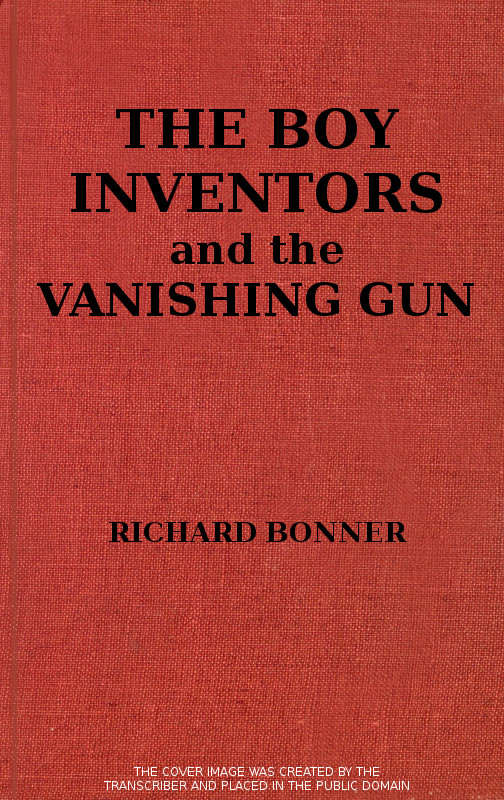 THE BOY
INVENTORS
and the
VANISHING GUN
RICHARD BONNER
THE COVER IMAGE WAS CREATED BY THE
TRANSCRIBER AND PLACED IN THE PUBLIC DOMAIN